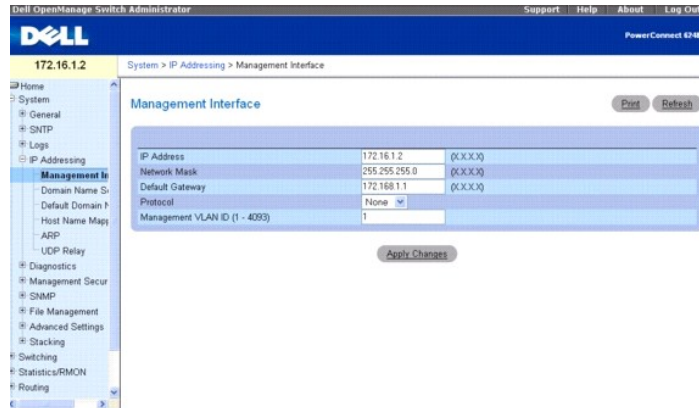 Dell OpenManage Switch Administrator
Support Help About Log Out
DELL
PowerConnect 6248
172.16.1.2
System > IP Addressing > Management Interface
Home
System
General
SNTP
Logs
IP Addressing
Management In
Domain Name
Default Domain
Host Name Mapp
ARP
UDP Relay
Diagnostics
Management Secur
SNMP
File Management
Advanced Settings
Stacking
Switching
Statistics/RMON
Routing
Management Interface
Print Refresh
IP Address 172.16.1.2 (X.X.X.X)
Network Mask 255.255.255.0 (X.X.X.X)
Default Gateway 172.168.1.1 (X.X.X.X)
Protocol None
Management VLAN ID (1 - 4093) 1
Apply Changes